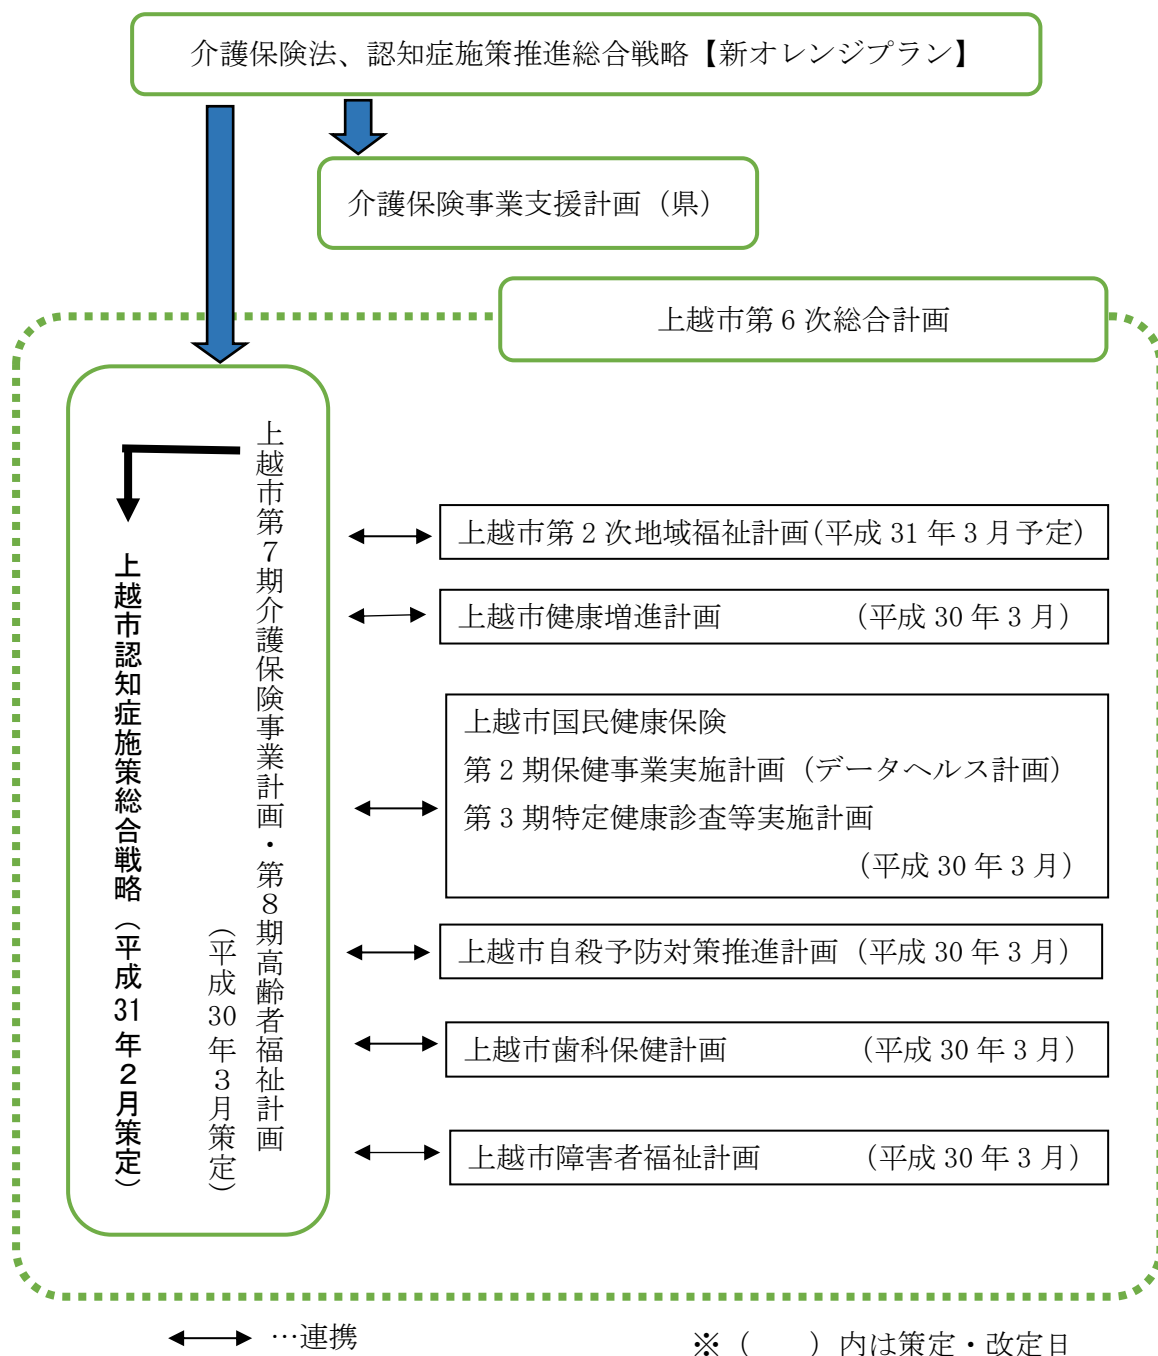 介護保険法、認知症施策推進総合戦略【新オレンジプラン】
介護保険事業支援計画（県）
上越市第６次総合計画
上越市第７期介護保険事業計画・第８期高齢者福祉計画
（平成30年３月策定）
上越市認知症施策総合戦略（平成31年２月策定）
上越市第２次地域福祉計画(平成 31 年３月予定)
上越市健康増進計画　　　　　（平成 30 年３月）
上越市国民健康保険
第２期保健事業実施計画（データヘルス計画）
第３期特定健康診査等実施計画
（平成 30 年３月）
上越市自殺予防対策推進計画（平成 30 年３月）
上越市歯科保健計画　　　　　（平成 30 年３月）
上越市障害者福祉計画　　　　（平成 30 年３月）
…連携
※（　　）内は策定・改定日